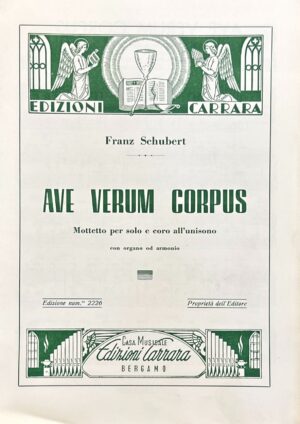 EDIZIONI CARRARA
Franz Schubert
AVE VERUM CORPUS
Mottetto per solo e coro all'unisono
con organo od armonio
Edizione num.° 2226
Proprietà dell'Editore
CASA MUSICALE
Edizioni Carrara
BERGAMO